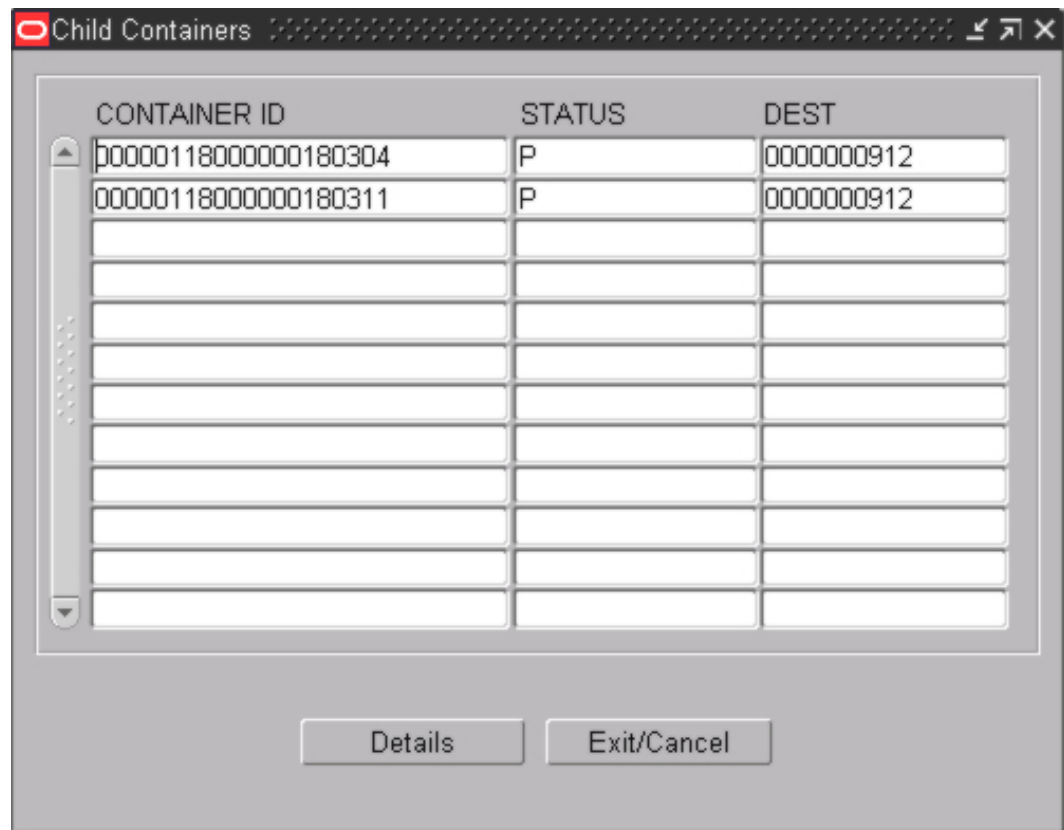 Child Containers
CONTAINER ID STATUS DEST
00000118000000180304 P 0000000912
00000118000000180311 P 0000000912
Details Exit/Cancel